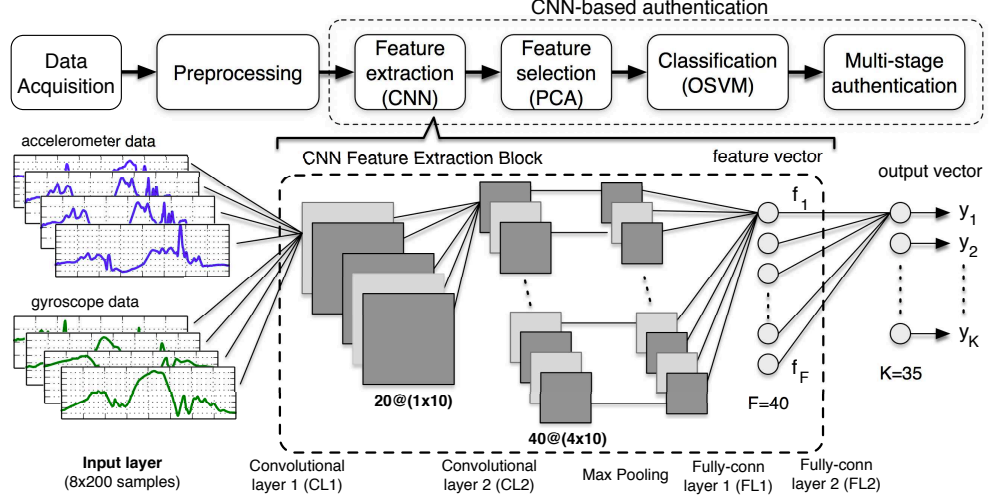 CNN-based authentication
Data
Acquisition
Preprocessing
Feature
extraction
(CNN)
Feature
selection
(PCA)
Classification
(OSVM)
Multi-stage
authentication
accelerometer data
CNN Feature Extraction Block
feature vector
output vector
f1
y1
y2
gyroscope data
yK
fF
K=35
20@(1x10)
F=40
40@(4x10)
Input layer
(8x200 samples)
Convolutional
layer 1 (CL1)
Convolutional
layer 2 (CL2)
Max Pooling
Fully-conn
layer 1 (FL1)
Fully-conn
layer 2 (FL2)